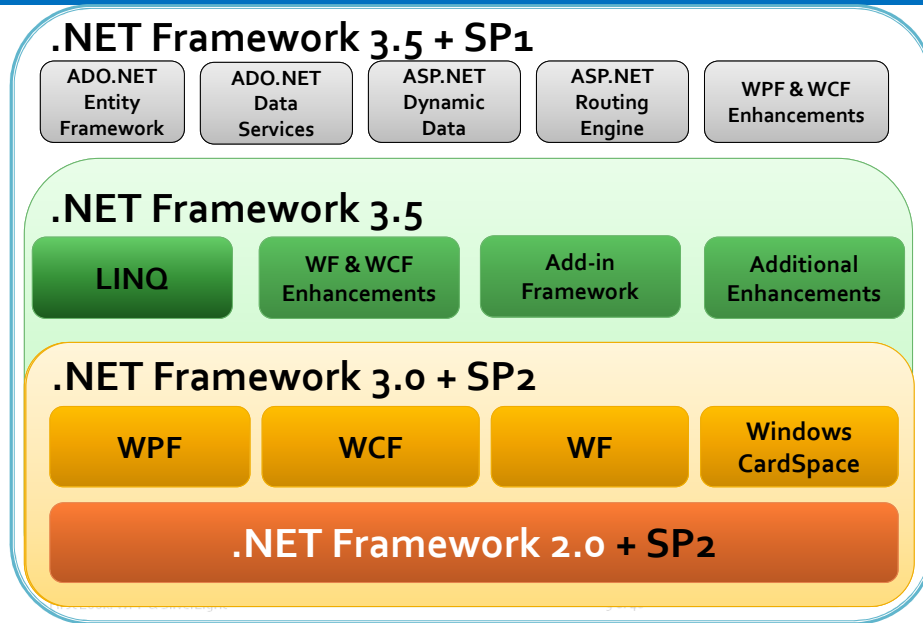 .NET Framework 3.5 + SP1
ADO.NET
Entity
Framework
ADO.NET
Data
Services
ASP.NET
Dynamic
Data
ASP.NET
Routing
Engine
WPF & WCF
Enhancements
.NET Framework 3.5
LINQ
WF & WCF
Enhancements
Add-in
Framework
Additional
Enhancements
.NET Framework 3.0 + SP2
WPF
WCF
WF
Windows
CardSpace
.NET Framework 2.0 + SP2